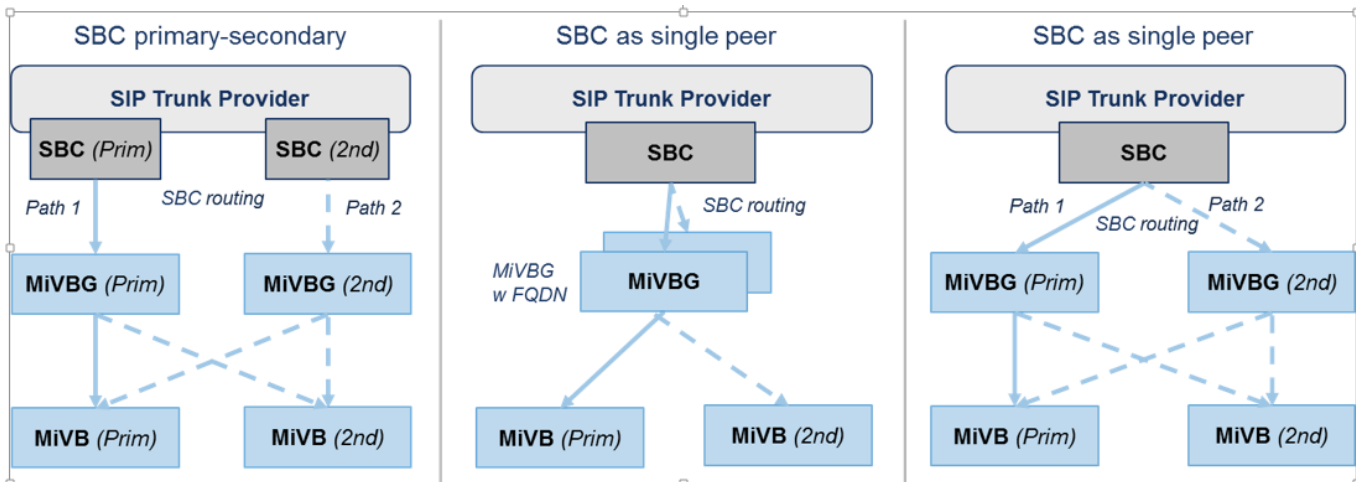 SBC primary-secondary
SIP Trunk Provider
SBC (Prim)
SBC (2nd)
Path 1
SBC routing
Path 2
MiVBG (Prim)
MiVBG (2nd)
MiVB (Prim)
MiVB (2nd)
SBC as single peer
SIP Trunk Provider
SBC
SBC routing
MiVBG
w FQDN
MiVBG
MiVB (Prim)
MiVB (2nd)
SBC as single peer
SIP Trunk Provider
SBC
Path 1
Path 2
SBC routing
MiVBG (Prim)
MiVBG (2nd)
MiVB (Prim)
MiVB (2nd)